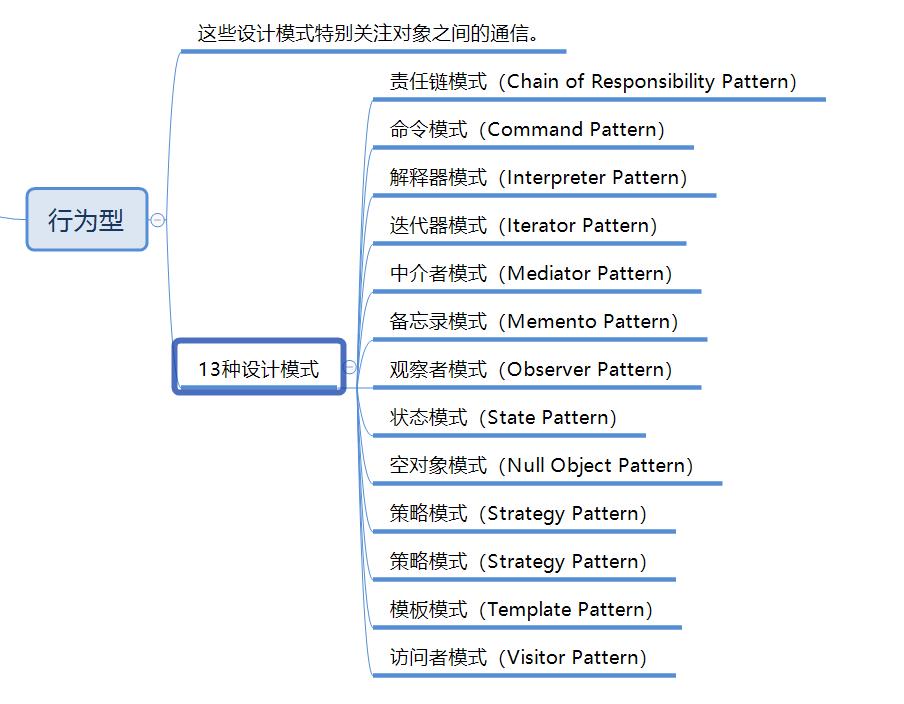 这些设计模式特别关注对象之间的通信。
责任链模式（Chain of Responsibility Pattern）
命令模式（Command Pattern）
解释器模式（Interpreter Pattern）
迭代器模式（Iterator Pattern）
行为型
中介者模式（Mediator Pattern）
备忘录模式（Memento Pattern）
13种设计模式
观察者模式（Observer Pattern）
状态模式（State Pattern）
空对象模式（Null Object Pattern）
策略模式（Strategy Pattern）
策略模式（Strategy Pattern）
模板模式（Template Pattern）
访问者模式（Visitor Pattern）